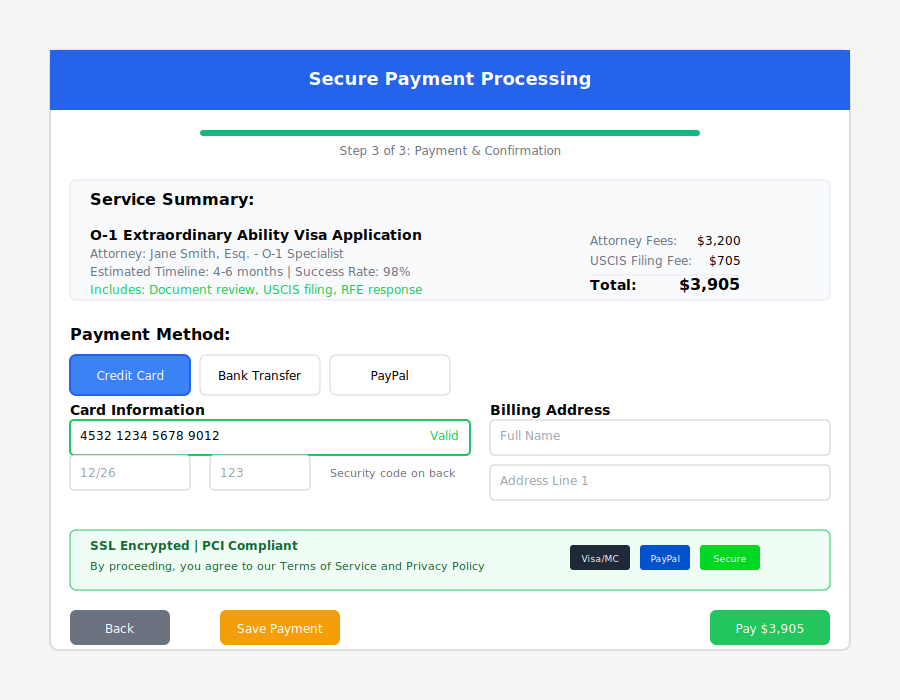 Secure Payment Processing
Step 3 of 3: Payment & Confirmation
Service Summary:
O-1 Extraordinary Ability Visa Application
Attorney: Jane Smith, Esq. - O-1 Specialist
Estimated Timeline: 4-6 months | Success Rate: 98%
Includes: Document review, USCIS filing, RFE response
Attorney Fees: $3,200
USCIS Filing Fee: $705
Total: $3,905
Payment Method:
Credit Card
Bank Transfer
PayPal
Card Information
4532 1234 5678 9012 Valid
12/26 123 Security code on back
Billing Address
Full Name
Address Line 1
SSL Encrypted | PCI Compliant
By proceeding, you agree to our Terms of Service and Privacy Policy
Visa/MC PayPal Secure
Back
Save Payment
Pay $3,905